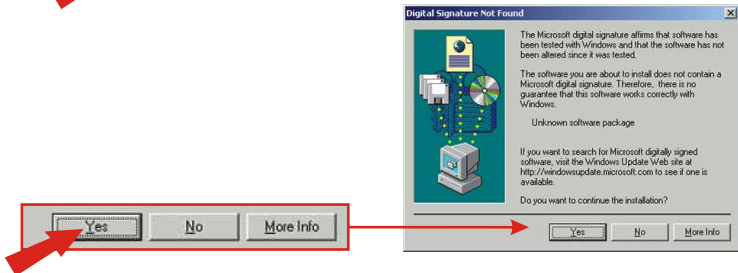 Digital Signature Not Found
The Microsoft digital signature affirms that software has
been tested with Windows and that the software has not
been altered since it was tested.
The software you are about to install does not contain a
Microsoft digital signature. Therefore, there is no
guarantee that this software works correctly with
Windows.
Unknown software package
If you want to search for Microsoft digitally signed
software, visit the Windows Update Web site at
http://windowsupdate.microsoft.com to see if one is
available.
Do you want to continue the installation?
Yes No More Info
Yes No More Info